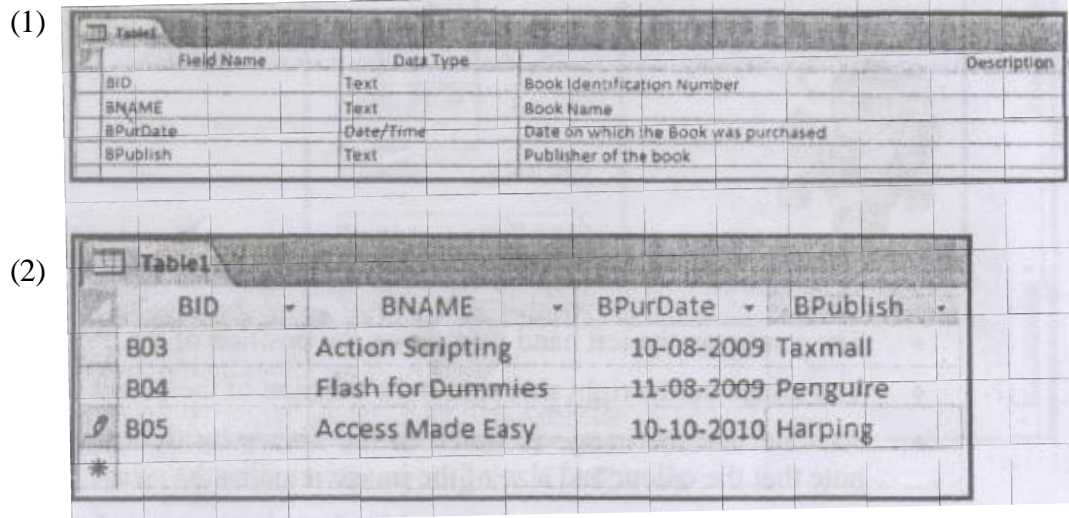 (1)
Table1
Field Name Data Type Description
BID Text Book Identification Number
BNAME Text Book Name
BPurDate Date/Time Date on which the Book was purchased
BPublish Text Publisher of the book
(2)
Table1
BID BNAME BPurDate BPublish
B03 Action Scripting 10-08-2009 Taxmall
B04 Flash for Dummies 11-08-2009 Penguire
B05 Access Made Easy 10-10-2010 Harping
*